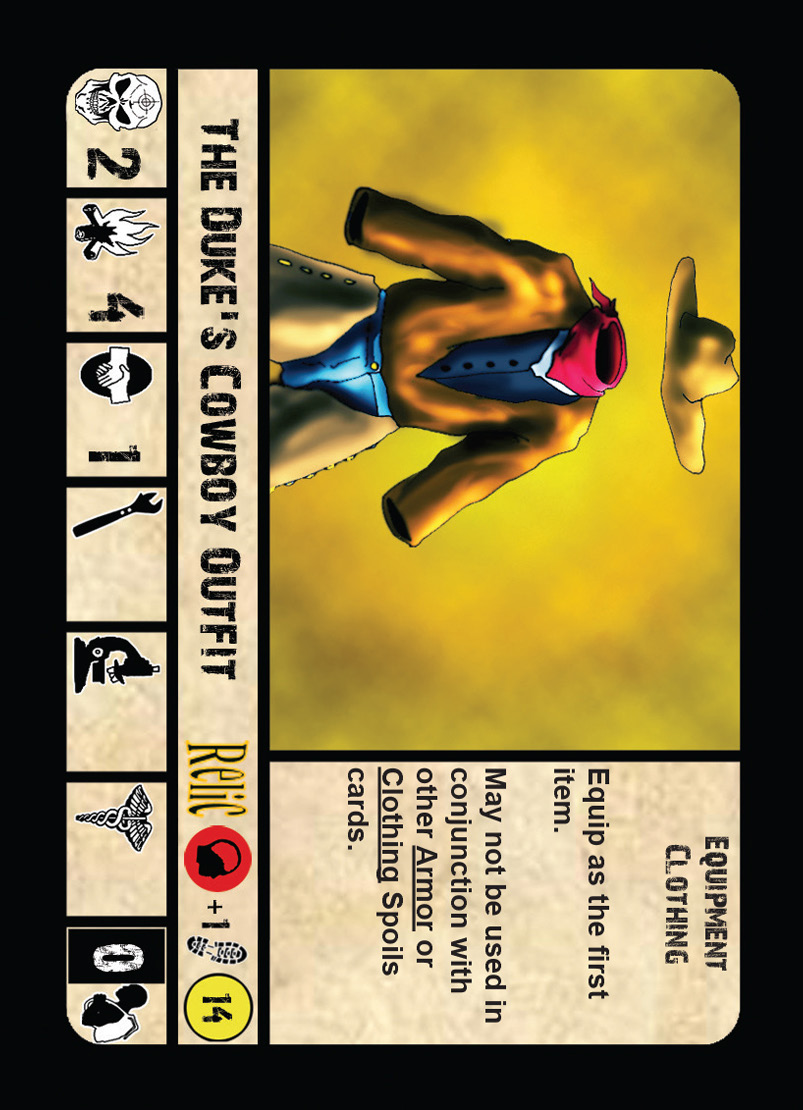 EQUIPMENT
CLOTHING
Equip as the first
item.
May not be used in
conjunction with
other Armor or
Clothing Spoils
cards.
THE DUKE'S COWBOY OUTFIT Relic +1 14
2 4 1 0